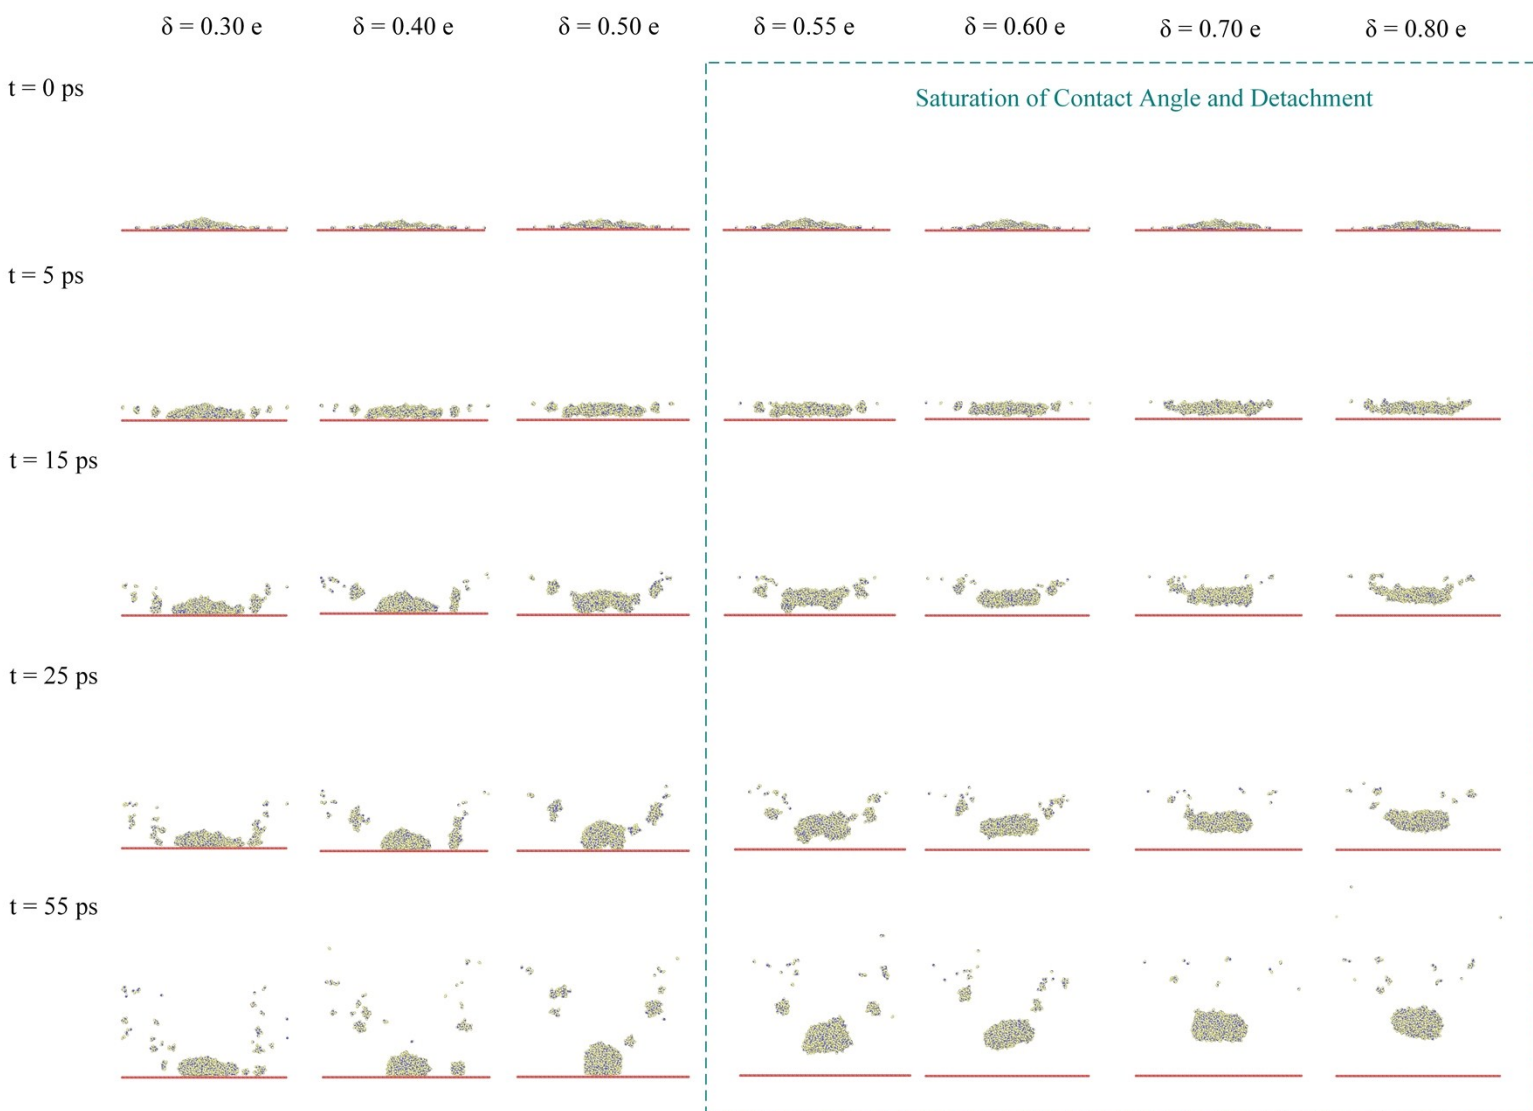 δ = 0.30 e δ = 0.40 e δ = 0.50 e δ = 0.55 e δ = 0.60 e δ = 0.70 e δ = 0.80 e
t = 0 ps
Saturation of Contact Angle and Detachment
t = 5 ps
t = 15 ps
t = 25 ps
t = 55 ps